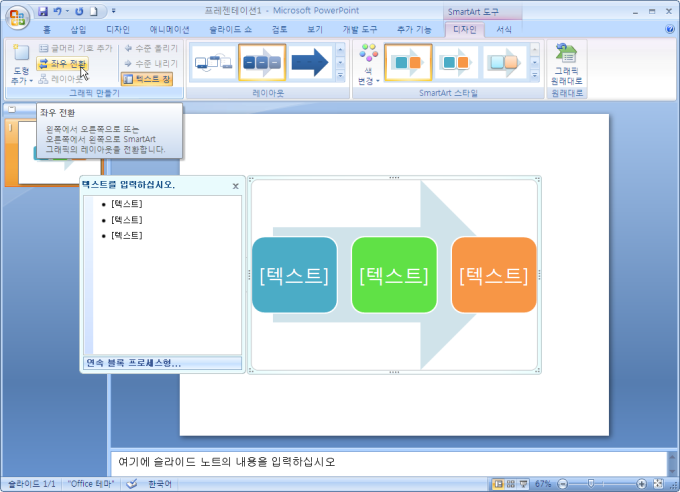 프레젠테이션1 - Microsoft PowerPoint
SmartArt 도구
홈 삽입 디자인 애니메이션 슬라이드 쇼 검토 보기 개발 도구 추가 기능 디자인 서식
도형
추가
글머리 기호 추가
좌우 전환
레이아웃
수준 올리기
수준 내리기
텍스트 창
그래픽 만들기
레이아웃
색
변경
SmartArt 스타일
그래픽
원래대로
원래대로
좌우 전환
왼쪽에서 오른쪽으로 또는
오른쪽에서 왼쪽으로 SmartArt
그래픽의 레이아웃을 전환합니다.
1
텍스트를 입력하십시오.
[텍스트]
[텍스트]
[텍스트]
연속 블록 프로세스형...
[텍스트] [텍스트] [텍스트]
여기에 슬라이드 노트의 내용을 입력하십시오
슬라이드 1/1 "Office 테마" 한국어 67%